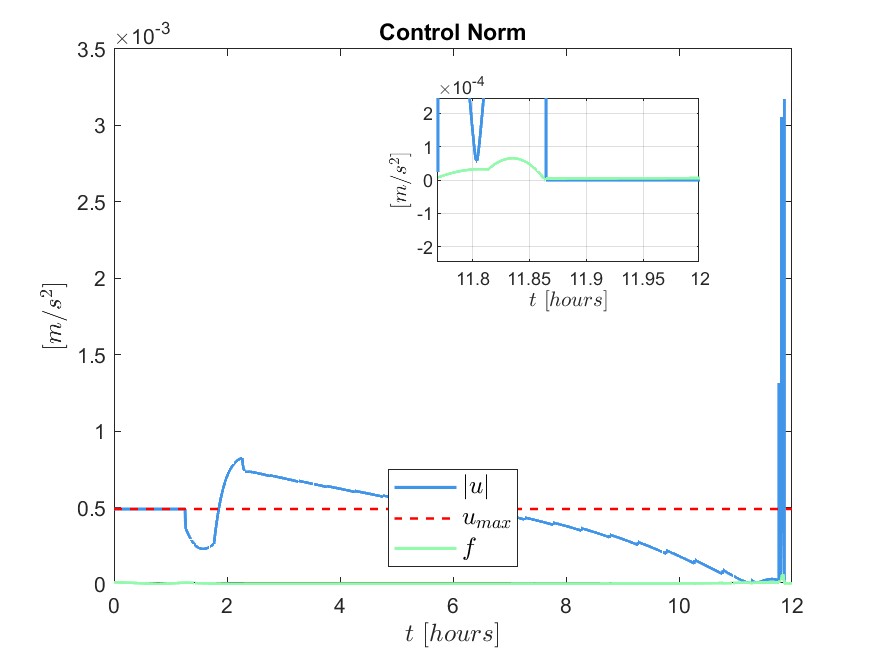 Control Norm
×10⁻³
3.5
3
2.5
2
1.5
1
0.5
0
[m/s²]
0 2 4 6 8 10 12
t [hours]
×10⁻⁴
2
1
0
-1
-2
[m/s²]
11.8 11.85 11.9 11.95 12
t [hours]
|u|
u_max
f